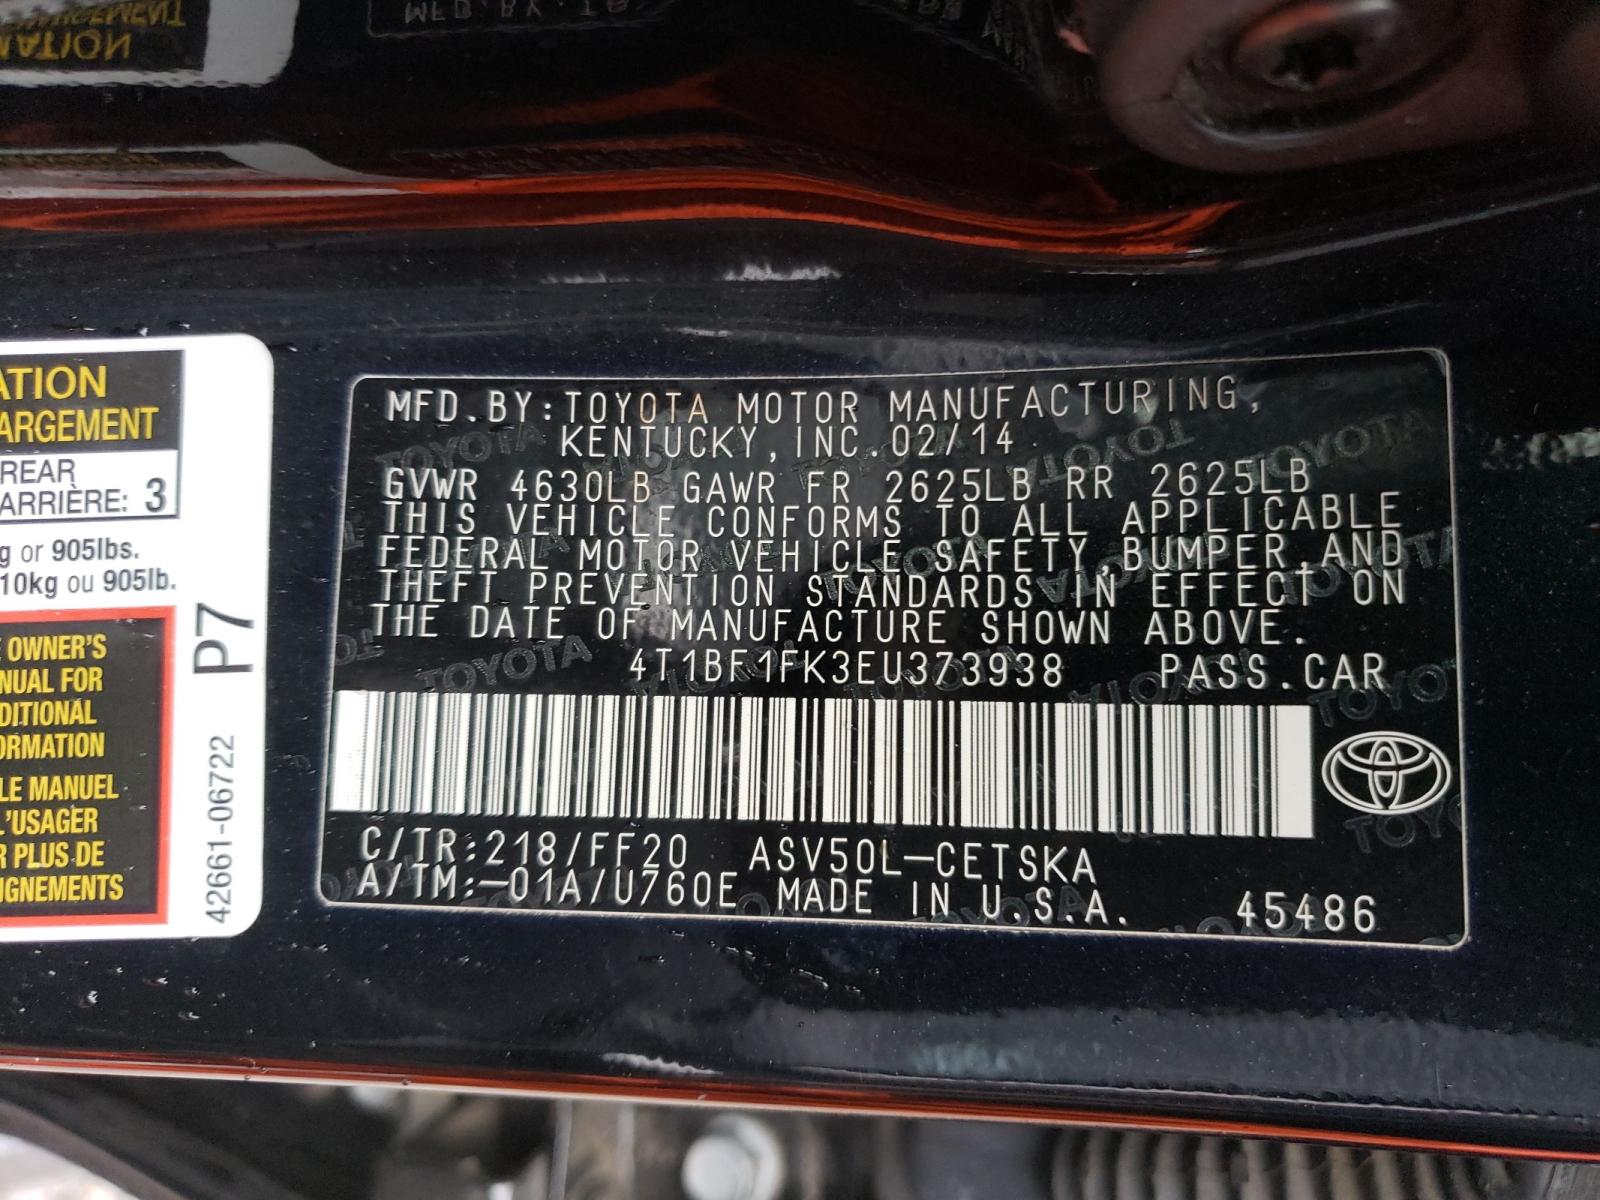 ATION
ARGEMENT
REAR
ARRIÈRE: 3
g or 905lbs.
10kg ou 905lb.
OWNER'S
NUAL FOR
DITIONAL
ORMATION
LE MANUEL
L'USAGER
R PLUS DE
IGNEMENTS
P7
42661-06722
MFD.BY:TOYOTA MOTOR MANUFACTURING,
KENTUCKY,INC.02/14
GVWR 4630LB GAWR FR 2625LB RR 2625LB
THIS VEHICLE CONFORMS TO ALL APPLICABLE
FEDERAL MOTOR VEHICLE SAFETY,BUMPER,AND
THEFT PREVENTION STANDARDS IN EFFECT ON
THE DATE OF MANUFACTURE SHOWN ABOVE.
4T1BF1FK3EU373938 PASS.CAR
C/TR:218/FF20 ASV50L-CETSKA
A/TM:-01A/U760E MADE IN U.S.A. 45486